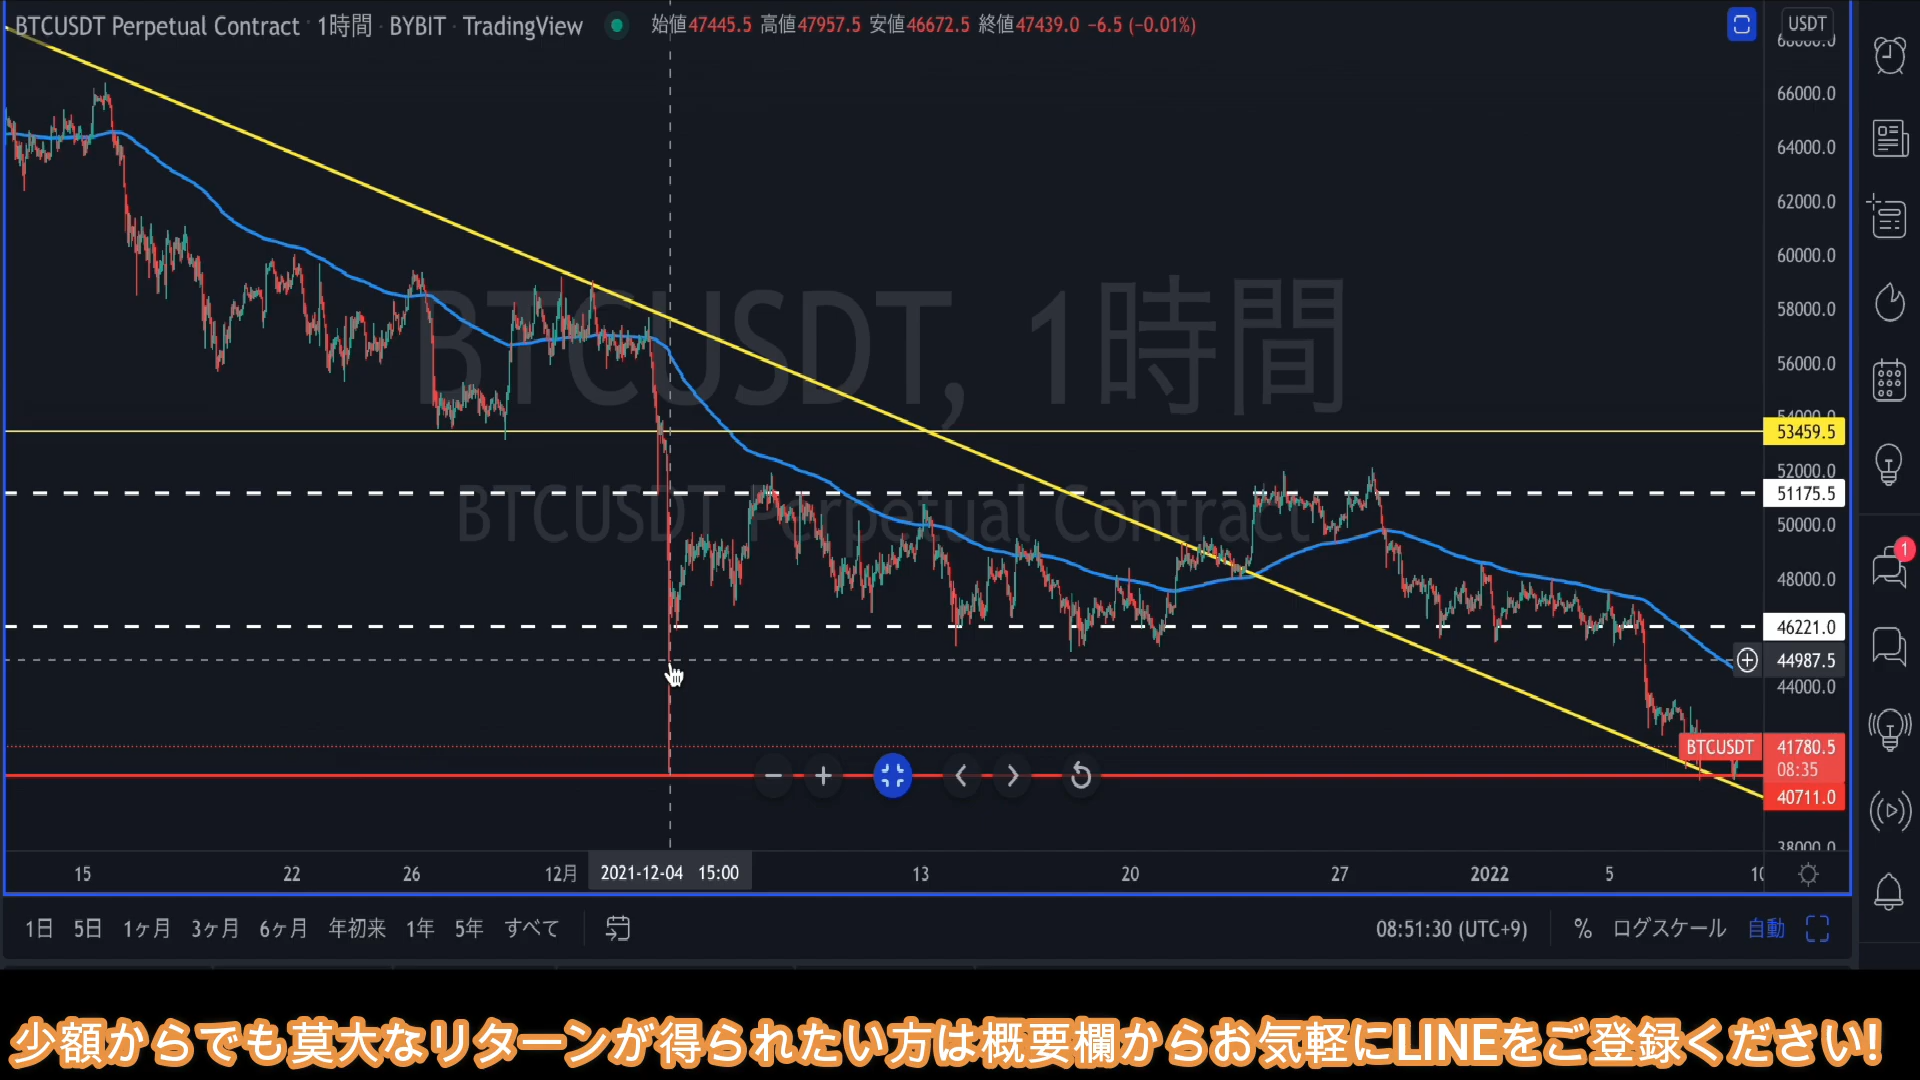 BTCUSDT Perpetual Contract · 1時間 · BYBIT · TradingView 始値47445.5 高値47957.5 安値46672.5 終値47439.0 −6.5 (−0.01%)
USDT
66000.0
64000.0
62000.0
60000.0
58000.0
56000.0
54000.0
53459.5
52000.0
51175.5
50000.0
48000.0
46221.0
44987.5
44000.0
BTCUSDT 41780.5
08:35
40711.0
38000.0
BTCUSDT, 1時間
BTCUSDT Perpetual Contract
1
15 22 26 12月 2021-12-04 15:00 13 20 27 2022 5 10
1日 5日 1ヶ月 3ヶ月 6ヶ月 年初来 1年 5年 すべて 08:51:30 (UTC+9) % ログスケール 自動
少額からでも莫大なリターンが得られたい方は概要欄からお気軽にLINEをご登録ください!